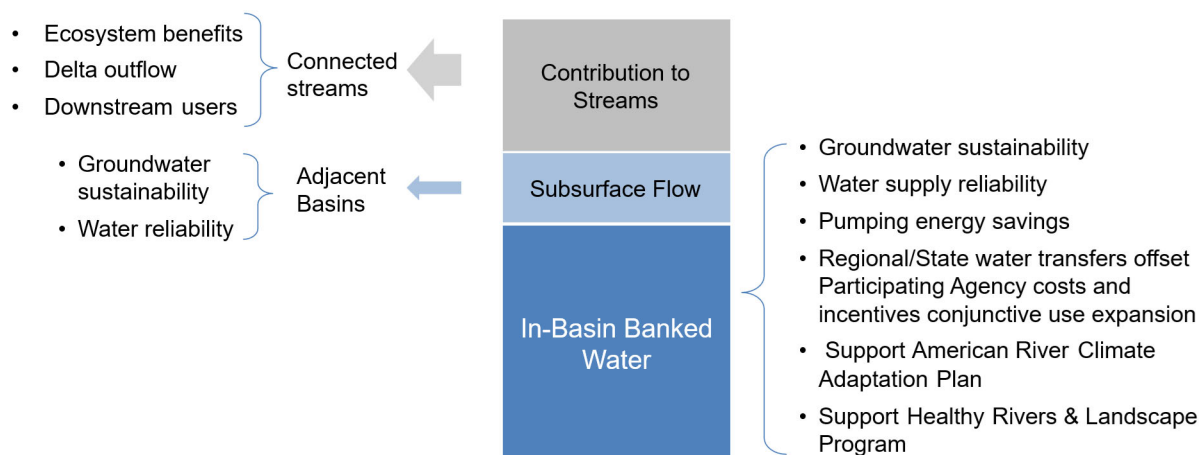 • Ecosystem benefits
• Delta outflow
• Downstream users
Connected
streams
Contribution to
Streams
• Groundwater
sustainability
• Water reliability
Adjacent
Basins
Subsurface Flow
In-Basin Banked
Water
• Groundwater sustainability
• Water supply reliability
• Pumping energy savings
• Regional/State water transfers offset
Participating Agency costs and
incentives conjunctive use expansion
• Support American River Climate
Adaptation Plan
• Support Healthy Rivers & Landscape
Program